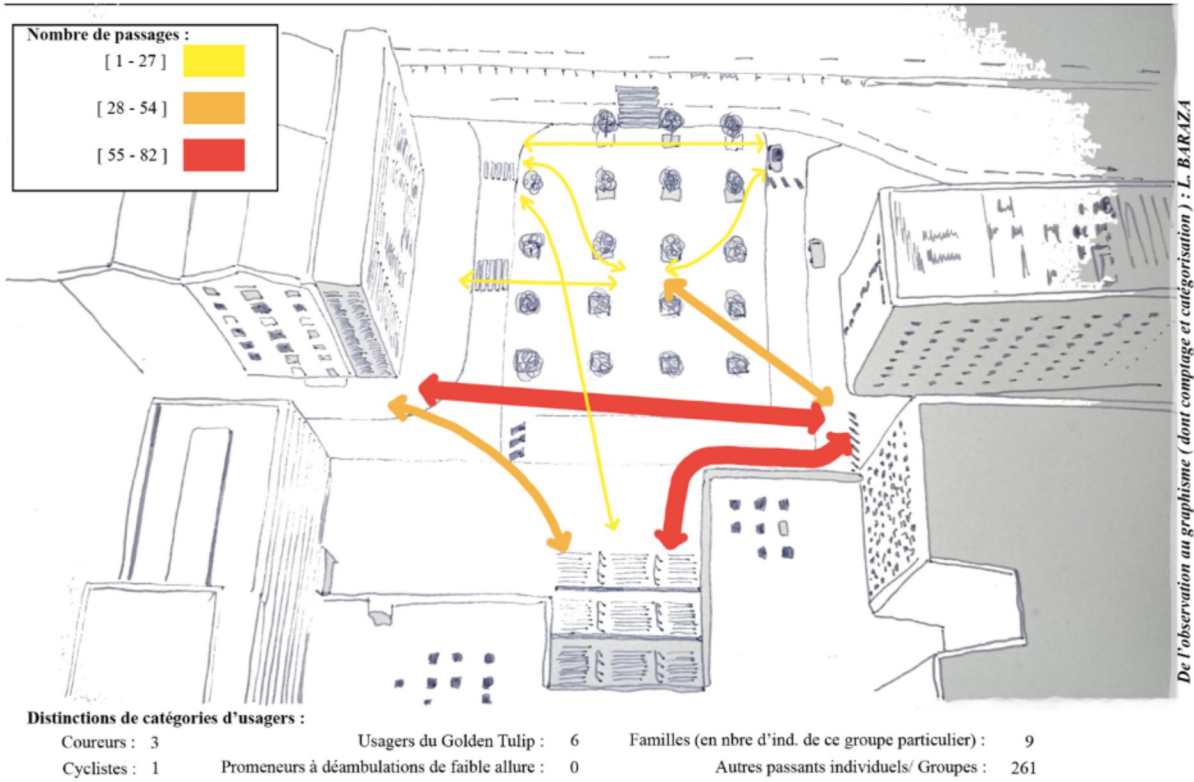 Nombre de passages :
[ 1 - 27 ]
[ 28 - 54 ]
[ 55 - 82 ]
De l'observation au graphisme ( dont comptage et catégorisation ) : L. BARAZA
Distinctions de catégories d'usagers :
Coureurs : 3 Usagers du Golden Tulip : 6 Familles (en nbre d'ind. de ce groupe particulier) : 9
Cyclistes : 1 Promeneurs à déambulations de faible allure : 0 Autres passants individuels/ Groupes : 261